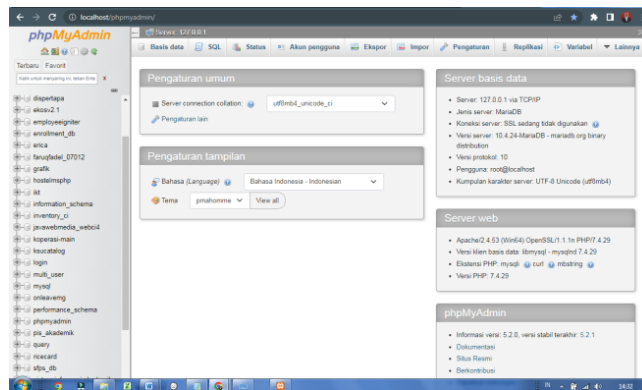 localhost/phpmyadmin/
phpMyAdmin
Terbaru Favorit
X
dispertapa
ekosv2.1
employeeigniter
enrollment_db
erica
faruqfadel_07012
grafik
hostelmsphp
ikt
information_schema
inventory_ci
javawebmedia_webci4
koperasi-main
ksucatalog
login
multi_user
mysql
onleavemg
performance_schema
phpmyadmin
pis_akademik
query
ricecard
sfps_db
Server: 127.0.0.1
Basis data SQL Status Akun pengguna Ekspor Impor Pengaturan Replikasi Variabel Lainnya
Pengaturan umum
Server connection collation: utf8mb4_unicode_ci
Pengaturan lain
Pengaturan tampilan
Bahasa (Language) Bahasa Indonesia - Indonesian
Tema pmahomme View all
Server basis data
Server: 127.0.0.1 via TCP/IP
Jenis server: MariaDB
Koneksi server: SSL sedang tidak digunakan
Versi server: 10.4.24-MariaDB - mariadb.org binary
distribution
Versi protokol: 10
Pengguna: root@localhost
Kumpulan karakter server: UTF-8 Unicode (utf8mb4)
Server web
Apache/2.4.53 (Win64) OpenSSL/1.1.1n PHP/7.4.29
Versi klien basis data: libmysql - mysqlnd 7.4.29
Ekstensi PHP: mysqli curl mbstring
Versi PHP: 7.4.29
phpMyAdmin
Informasi versi: 5.2.0, versi stabil terakhir: 5.2.1
Dokumentasi
Situs Resmi
Berkontribusi
IN
14:32